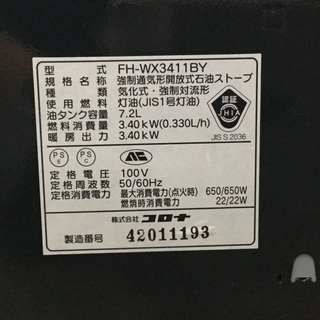 型 式 FH-WX3411BY
規 格 名 称 強制通気形開放式石油ストーブ
種 類 気化式・強制対流形
使 用 燃 料 灯油(JIS1号灯油)
油タンク容量 7.2L
燃料消費量 3.40kW(0.330L/h)
暖 房 出 力 3.40kW
認証
JHIA
JIS S 2036
PS E
PS C
定 格 電 圧 100V
定格周波数 50/60Hz
定格消費電力 最大消費電力(点火時) 650/650W
燃焼時消費電力 22/22W
株式会社 コロナ
製造番号 42011193